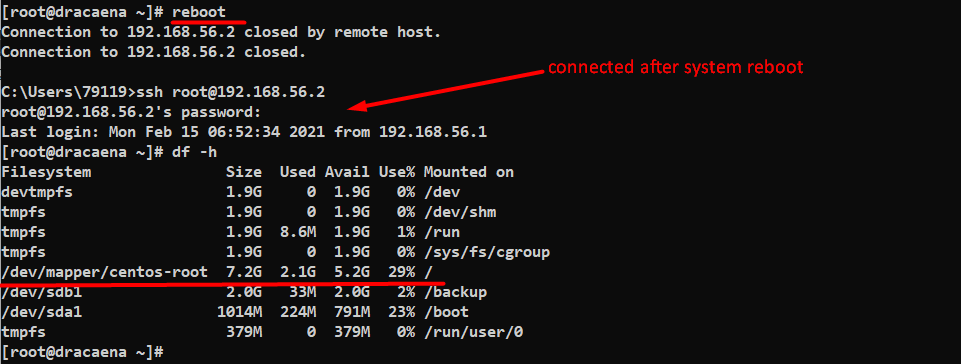 [root@dracaena ~]# reboot
Connection to 192.168.56.2 closed by remote host.
Connection to 192.168.56.2 closed.
connected after system reboot
C:\Users\79119>ssh root@192.168.56.2
root@192.168.56.2's password:
Last login: Mon Feb 15 06:52:34 2021 from 192.168.56.1
[root@dracaena ~]# df -h
Filesystem               Size  Used Avail Use% Mounted on
devtmpfs                 1.9G     0  1.9G   0% /dev
tmpfs                    1.9G     0  1.9G   0% /dev/shm
tmpfs                    1.9G  8.6M  1.9G   1% /run
tmpfs                    1.9G     0  1.9G   0% /sys/fs/cgroup
/dev/mapper/centos-root  7.2G  2.1G  5.2G  29% /
/dev/sdb1                2.0G   33M  2.0G   2% /backup
/dev/sda1               1014M  224M  791M  23% /boot
tmpfs                    379M     0  379M   0% /run/user/0
[root@dracaena ~]#